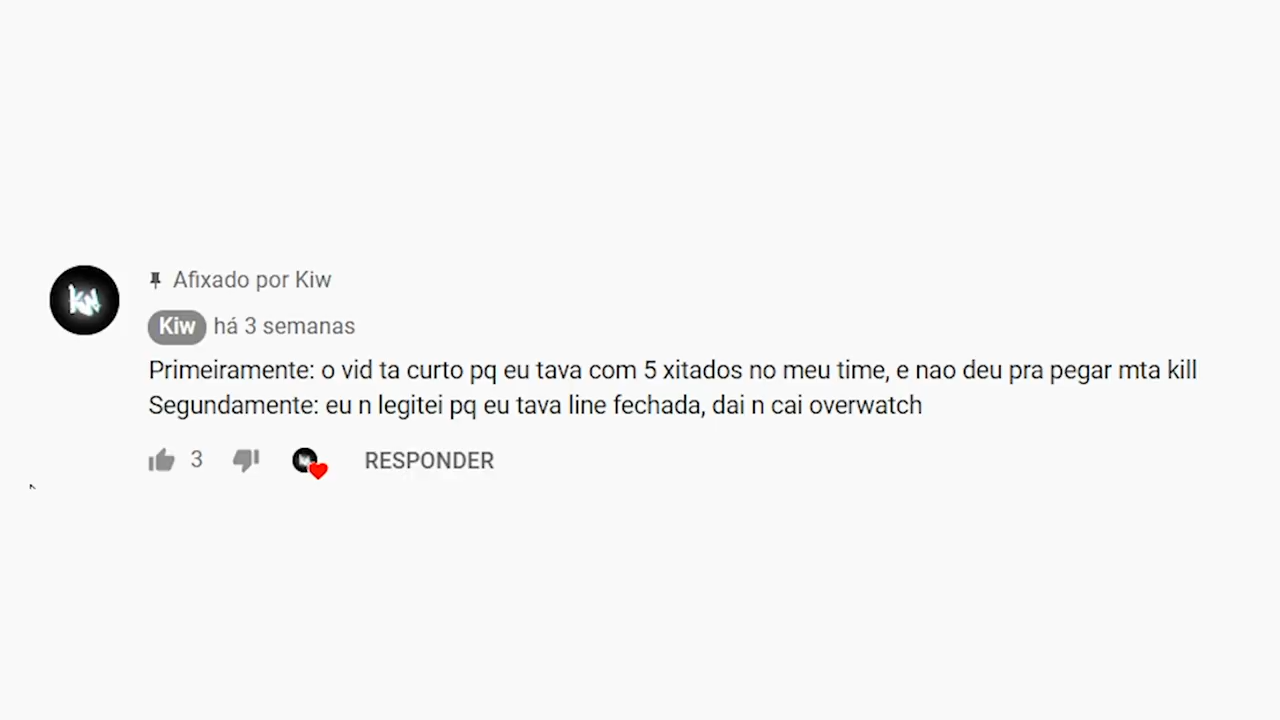 Afixado por Kiw
Kiw há 3 semanas
Primeiramente: o vid ta curto pq eu tava com 5 xitados no meu time, e nao deu pra pegar mta kill
Segundamente: eu n legitei pq eu tava line fechada, dai n cai overwatch
3 RESPONDER